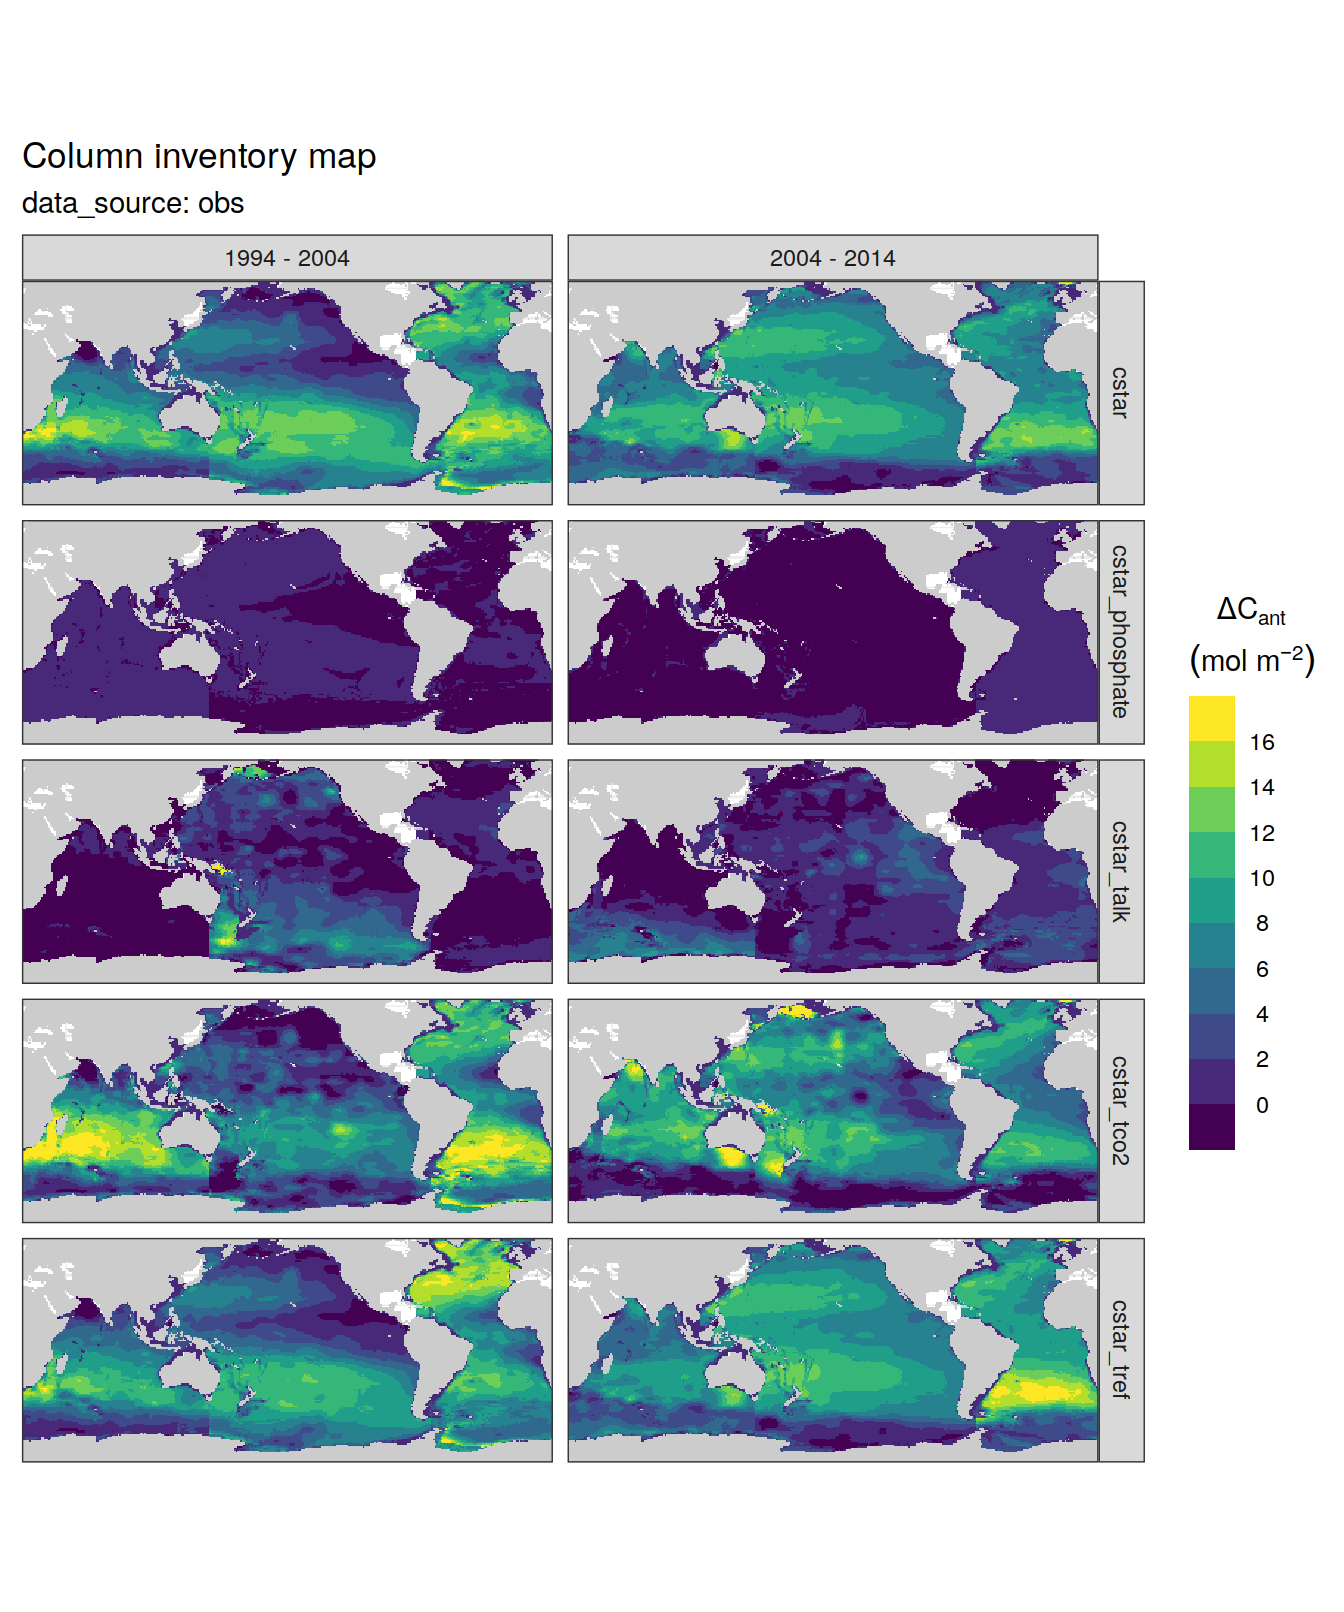 Column inventory map
data_source: obs
1994 - 2004
2004 - 2014
cstar
cstar_phosphate
cstar_talk
cstar_tco2
cstar_tref
ΔCant
(mol m⁻²)
16
14
12
10
8
6
4
2
0